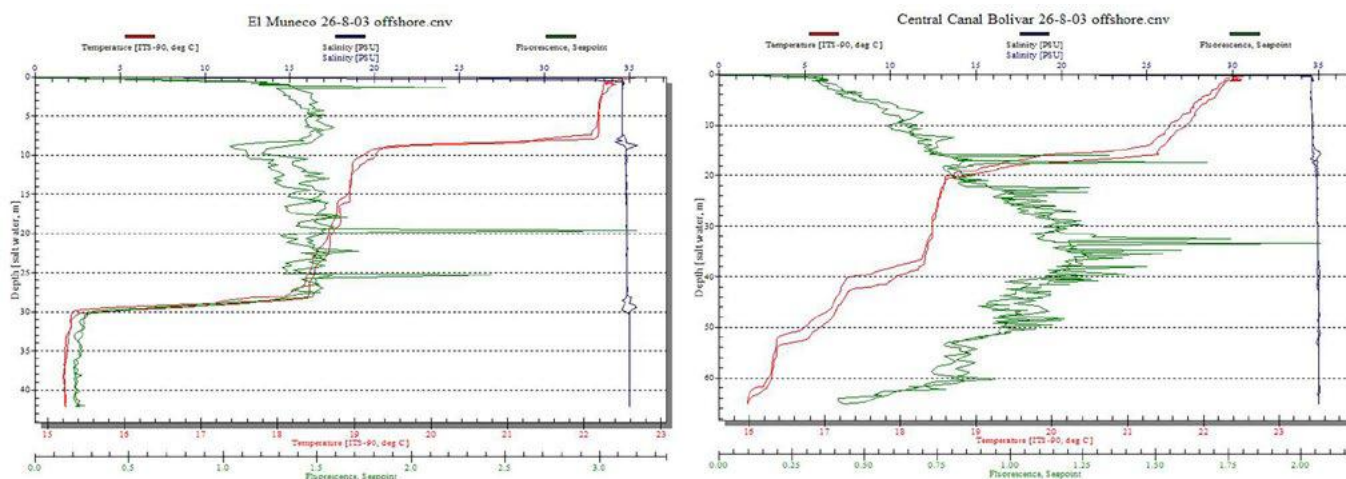 El Muneco 26-8-03 offshore.cnv
Temperature [ITS-90, deg C]
Salinity [PSU]
Salinity [PSU]
Fluorescence, Seapoint
0 5 10 15 20 25 30 35
0
5
10
15
20
25
30
35
40
Depth [salt water, m]
15 16 17 18 19 20 21 22 23
Temperature [ITS-90, deg C]
0.0 0.5 1.0 1.5 2.0 2.5 3.0
Fluorescence, Seapoint
Central Canal Bolivar 26-8-03 offshore.cnv
Temperature [ITS-90, deg C]
Salinity [PSU]
Salinity [PSU]
Fluorescence, Seapoint
0 5 10 15 20 25 30 35
0
10
20
30
40
50
60
Depth [salt water, m]
16 17 18 19 20 21 22 23
Temperature [ITS-90, deg C]
0.00 0.25 0.50 0.75 1.00 1.25 1.50 1.75 2.00
Fluorescence, Seapoint